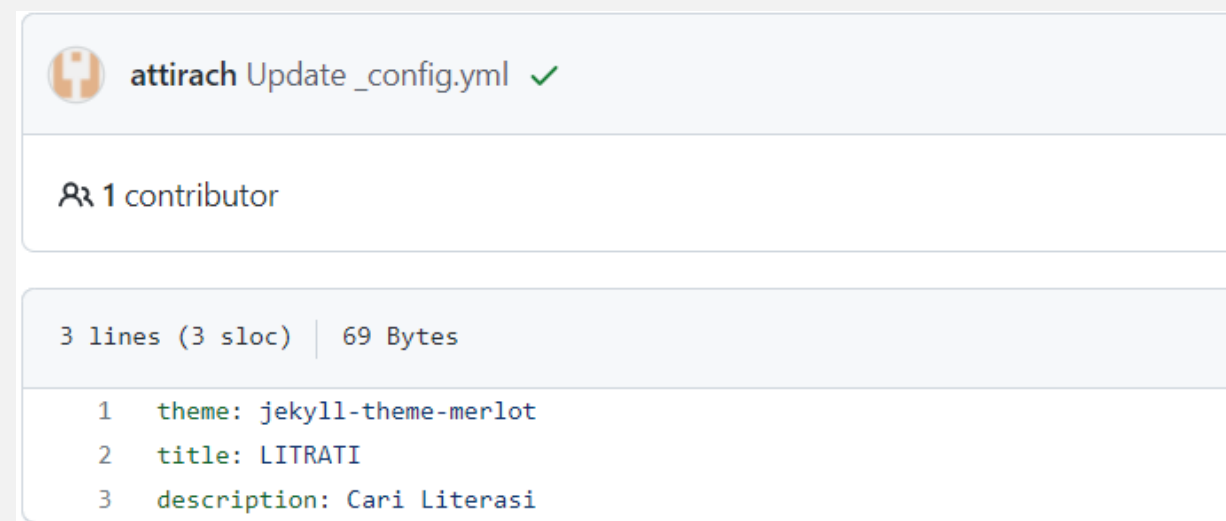 attirach Update _config.yml
1 contributor
3 lines (3 sloc) 69 Bytes
1 theme: jekyll-theme-merlot
2 title: LITRATI
3 description: Cari Literasi